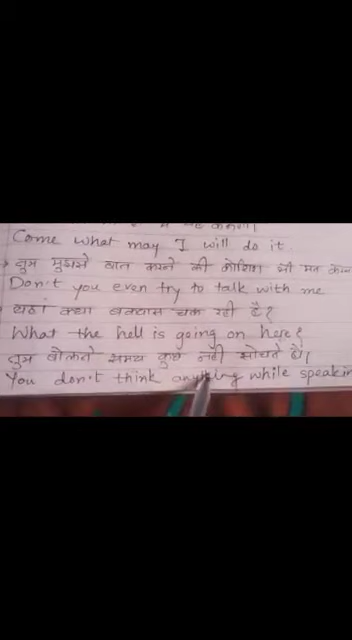 Come what may I will do it.
तुम मुझसे बात करने की कोशिश भी मत करना
Don't you even try to talk with me
यहां क्या बकवास चल रही है?
What the hell is going on here?
तुम बोलते समय कुछ नही सोचते हो।
You don't think anything while speakin